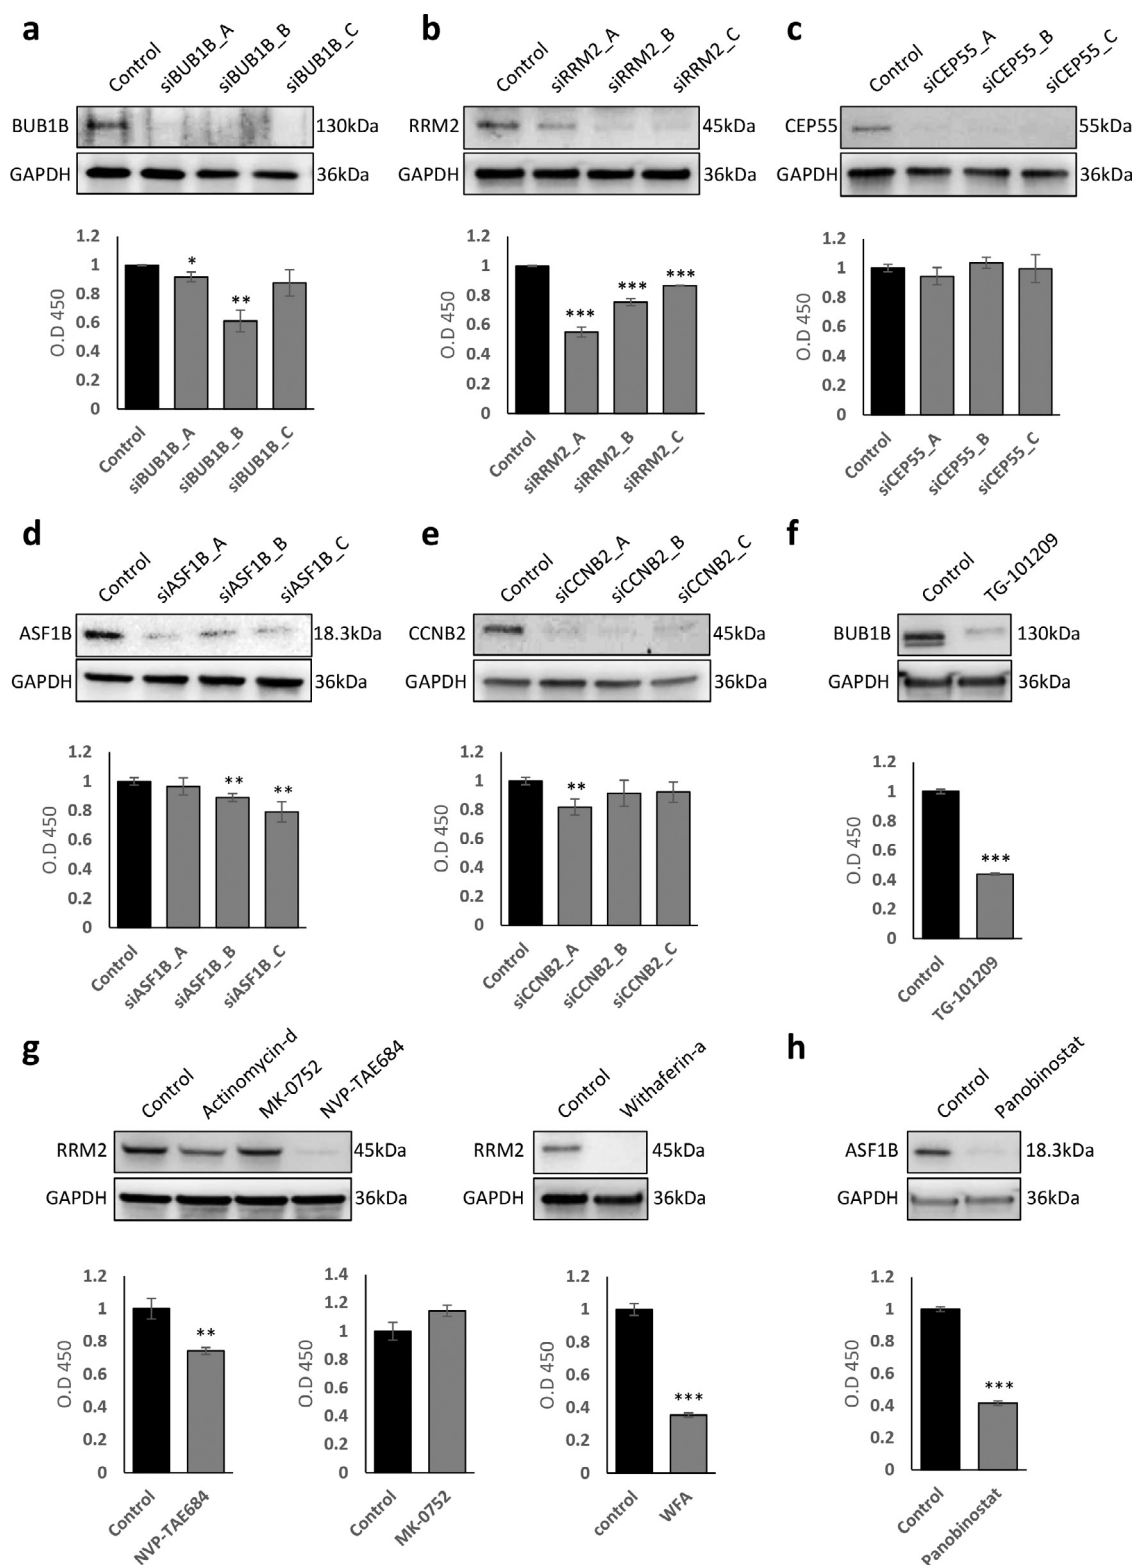 a
Control siBUB1B_A siBUB1B_B siBUB1B_C
BUB1B 130kDa
GAPDH 36kDa
1.2
1
0.8
0.6
0.4
0.2
0
O.D 450
* **
Control siBUB1B_A siBUB1B_B siBUB1B_C
b
Control siRRM2_A siRRM2_B siRRM2_C
RRM2 45kDa
GAPDH 36kDa
1.2
1
0.8
0.6
0.4
0.2
0
O.D 450
*** *** ***
Control siRRM2_A siRRM2_B siRRM2_C
c
Control siCEP55_A siCEP55_B siCEP55_C
CEP55 55kDa
GAPDH 36kDa
1.2
1
0.8
0.6
0.4
0.2
0
O.D 450
Control siCEP55_A siCEP55_B siCEP55_C
d
Control siASF1B_A siASF1B_B siASF1B_C
ASF1B 18.3kDa
GAPDH 36kDa
1.2
1
0.8
0.6
0.4
0.2
0
O.D 450
** **
Control siASF1B_A siASF1B_B siASF1B_C
e
Control siCCNB2_A siCCNB2_B siCCNB2_C
CCNB2 45kDa
GAPDH 36kDa
1.2
1
0.8
0.6
0.4
0.2
0
O.D 450
**
Control siCCNB2_A siCCNB2_B siCCNB2_C
f
Control TG-101209
BUB1B 130kDa
GAPDH 36kDa
1.2
1
0.8
0.6
0.4
0.2
0
O.D 450
***
Control TG-101209
g
Control Actinomycin-d MK-0752 NVP-TAE684
RRM2 45kDa
GAPDH 36kDa
Control Withaferin-a
RRM2 45kDa
GAPDH 36kDa
1.2
1
0.8
0.6
0.4
0.2
0
O.D 450
**
Control NVP-TAE684
1.4
1.2
1
0.8
0.6
0.4
0.2
0
O.D 450
Control MK-0752
1.2
1
0.8
0.6
0.4
0.2
0
O.D 450
***
control WFA
h
Control Panobinostat
ASF1B 18.3kDa
GAPDH 36kDa
1.2
1
0.8
0.6
0.4
0.2
0
O.D 450
***
Control Panobinostat